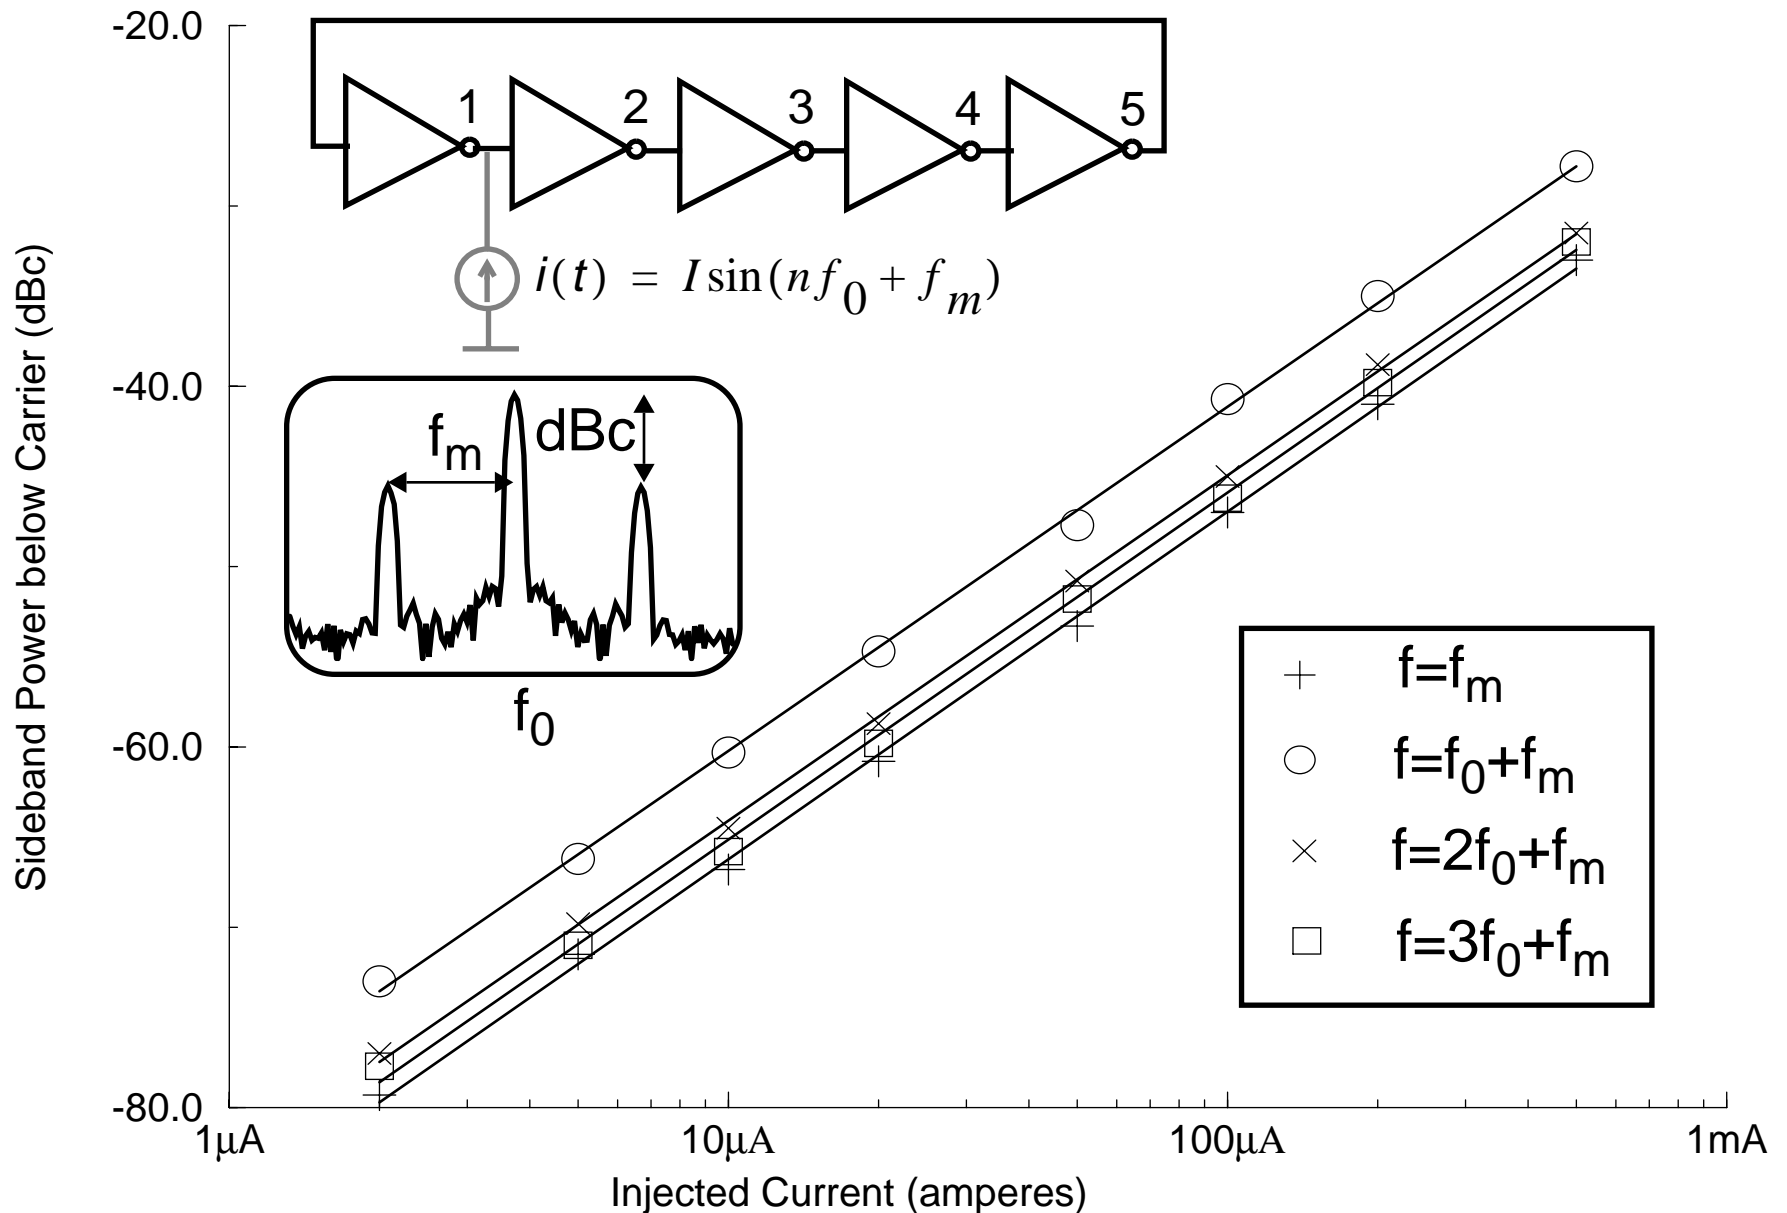 -20.0
-40.0
-60.0
-80.0
Sideband Power below Carrier (dBc)
1 2 3 4 5
i(t) = I sin(nf₀ + fₘ)
fₘ
dBc
f₀
f=fₘ
f=f₀+fₘ
f=2f₀+fₘ
f=3f₀+fₘ
1μA 10μA 100μA 1mA
Injected Current (amperes)